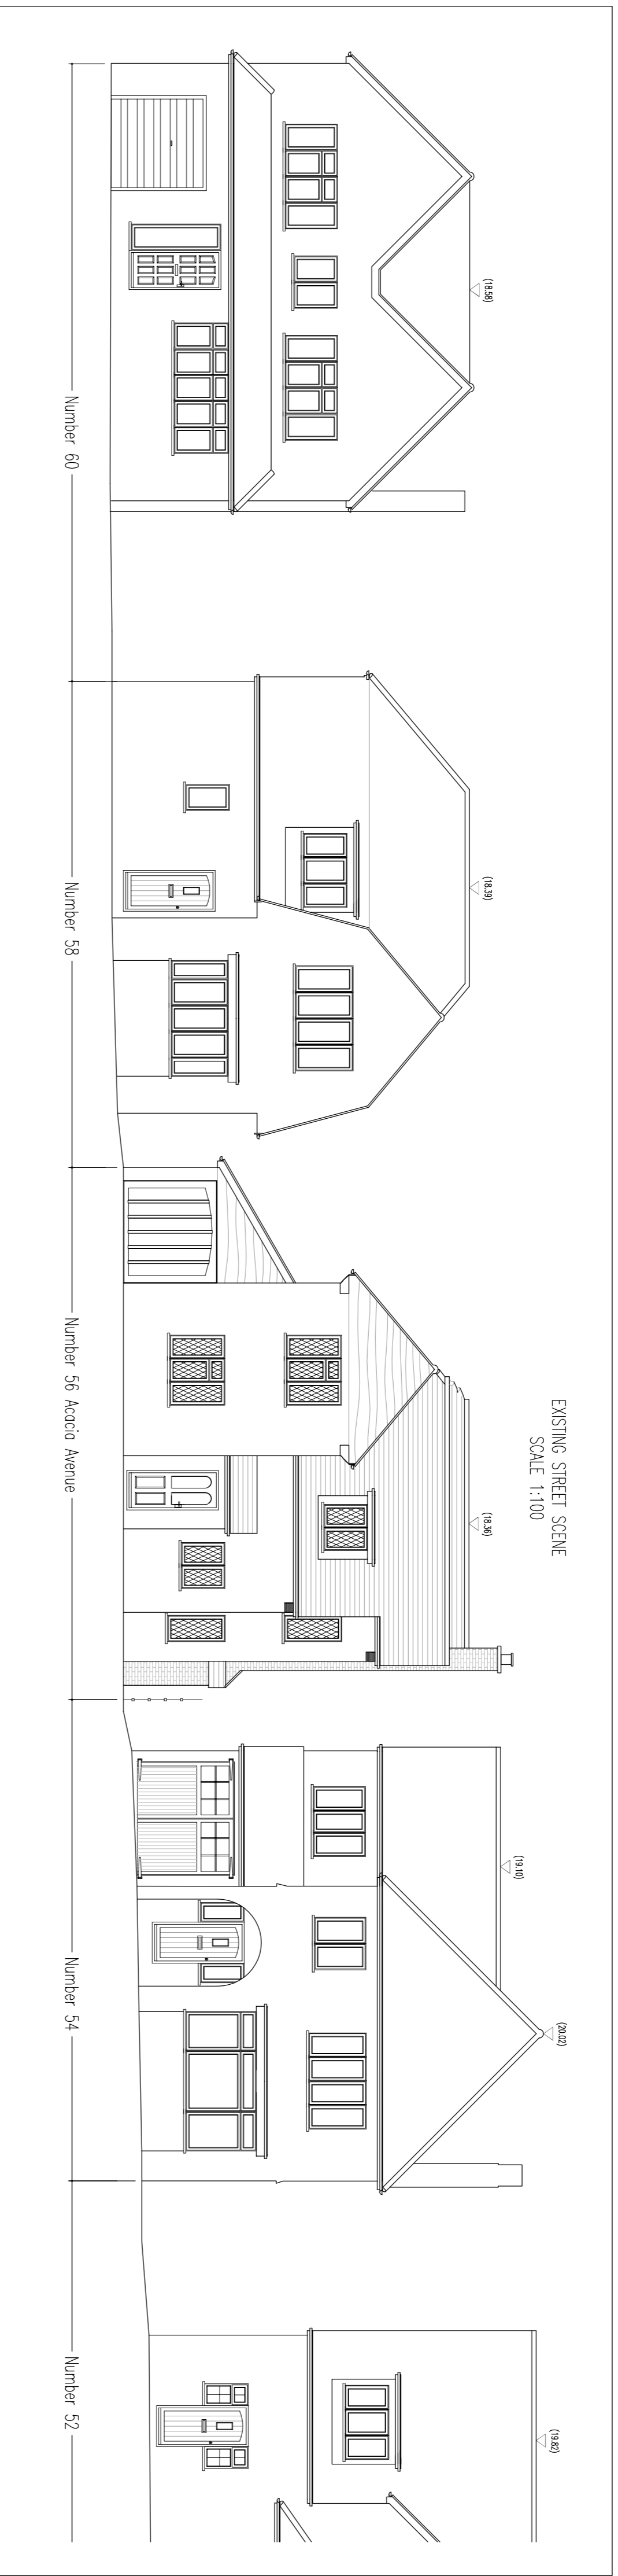 EXISTING STREET SCENE
SCALE 1:100
(18.58)
(18.39)
(18.36)
(19.10)
(20.02)
(19.82)
Number 60
Number 58
Number 56 Acacia Avenue
Number 54
Number 52